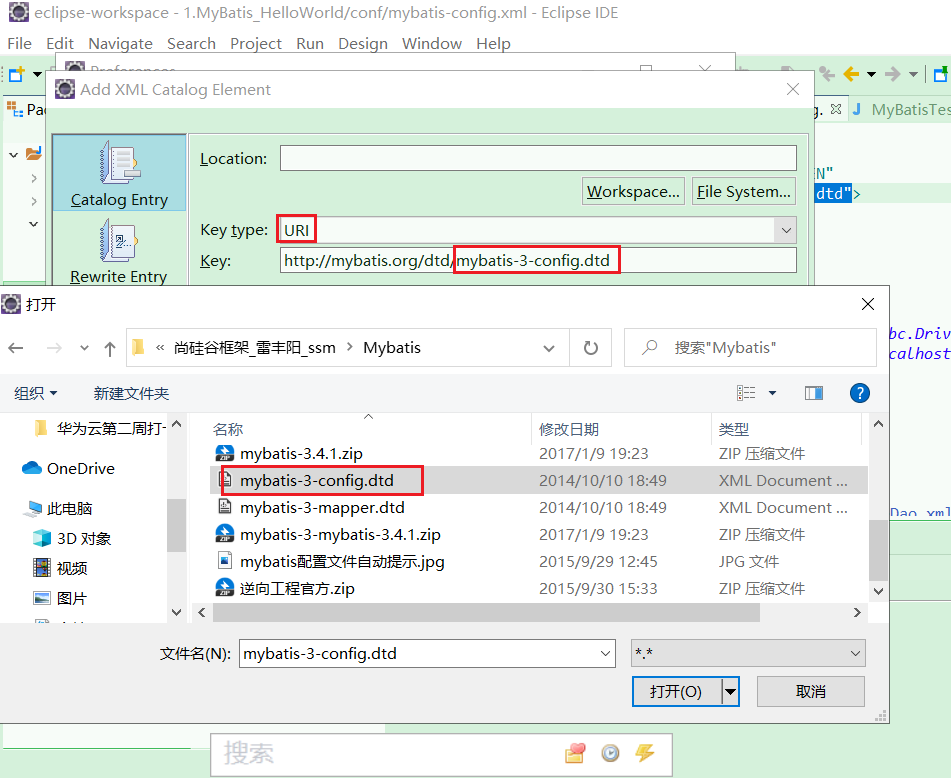 eclipse-workspace - 1.MyBatis_HelloWorld/conf/mybatis-config.xml - Eclipse IDE
File Edit Navigate Search Project Run Design Window Help
Preferences
Add XML Catalog Element
Pac
g.
MyBatisTes
Location:
N"
Workspace... File System...
dtd">
Catalog Entry
Key type: URI
Key: http://mybatis.org/dtd/mybatis-3-config.dtd
Rewrite Entry
打开
bc.Driv
calhost
« 尚硅谷框架_雷丰阳_ssm > Mybatis
搜索"Mybatis"
组织 新建文件夹
华为云第二周打卡
OneDrive
此电脑
3D 对象
视频
图片
名称 修改日期 类型
mybatis-3.4.1.zip 2017/1/9 19:23 ZIP 压缩文件
mybatis-3-config.dtd 2014/10/10 18:49 XML Document ...
mybatis-3-mapper.dtd 2014/10/10 18:49 XML Document ...
mybatis-3-mybatis-3.4.1.zip 2017/1/9 19:23 ZIP 压缩文件
mybatis配置文件自动提示.jpg 2015/9/29 12:45 JPG 文件
逆向工程官方.zip 2015/9/30 15:33 ZIP 压缩文件
Dao.xml
文件名(N): mybatis-3-config.dtd *.*
打开(O) 取消
搜索